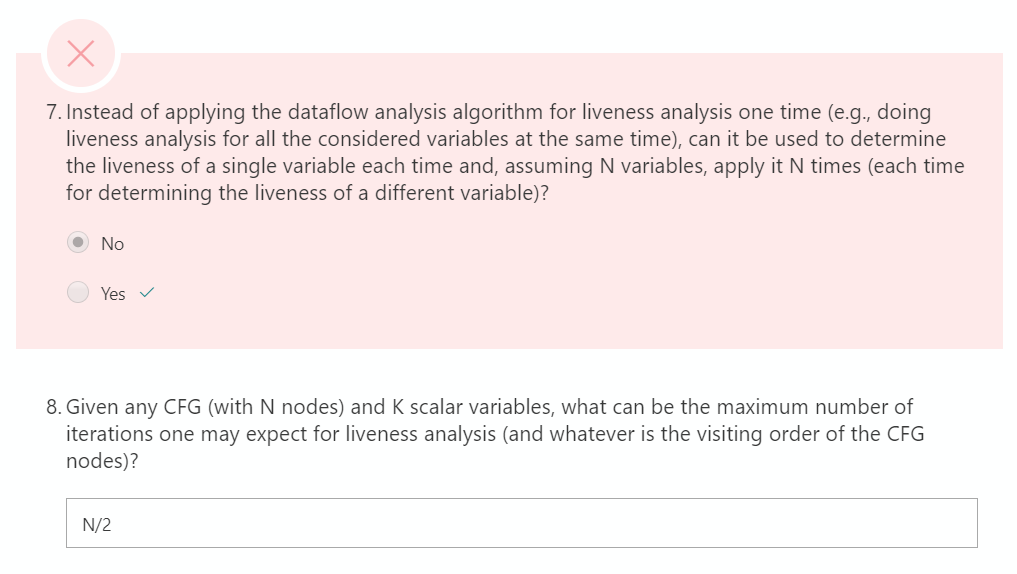 7. Instead of applying the dataflow analysis algorithm for liveness analysis one time (e.g., doing
liveness analysis for all the considered variables at the same time), can it be used to determine
the liveness of a single variable each time and, assuming N variables, apply it N times (each time
for determining the liveness of a different variable)?
No
Yes
8. Given any CFG (with N nodes) and K scalar variables, what can be the maximum number of
iterations one may expect for liveness analysis (and whatever is the visiting order of the CFG
nodes)?
N/2